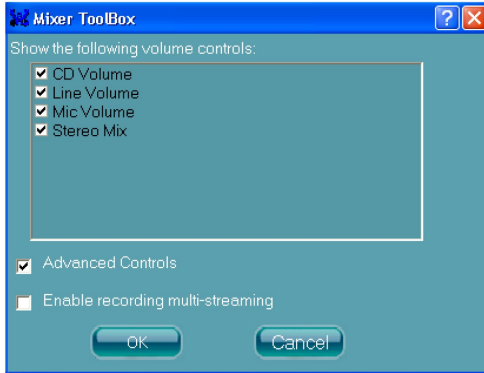 Mixer ToolBox
Show the following volume controls:
CD Volume
Line Volume
Mic Volume
Stereo Mix
Advanced Controls
Enable recording multi-streaming
OK
Cancel